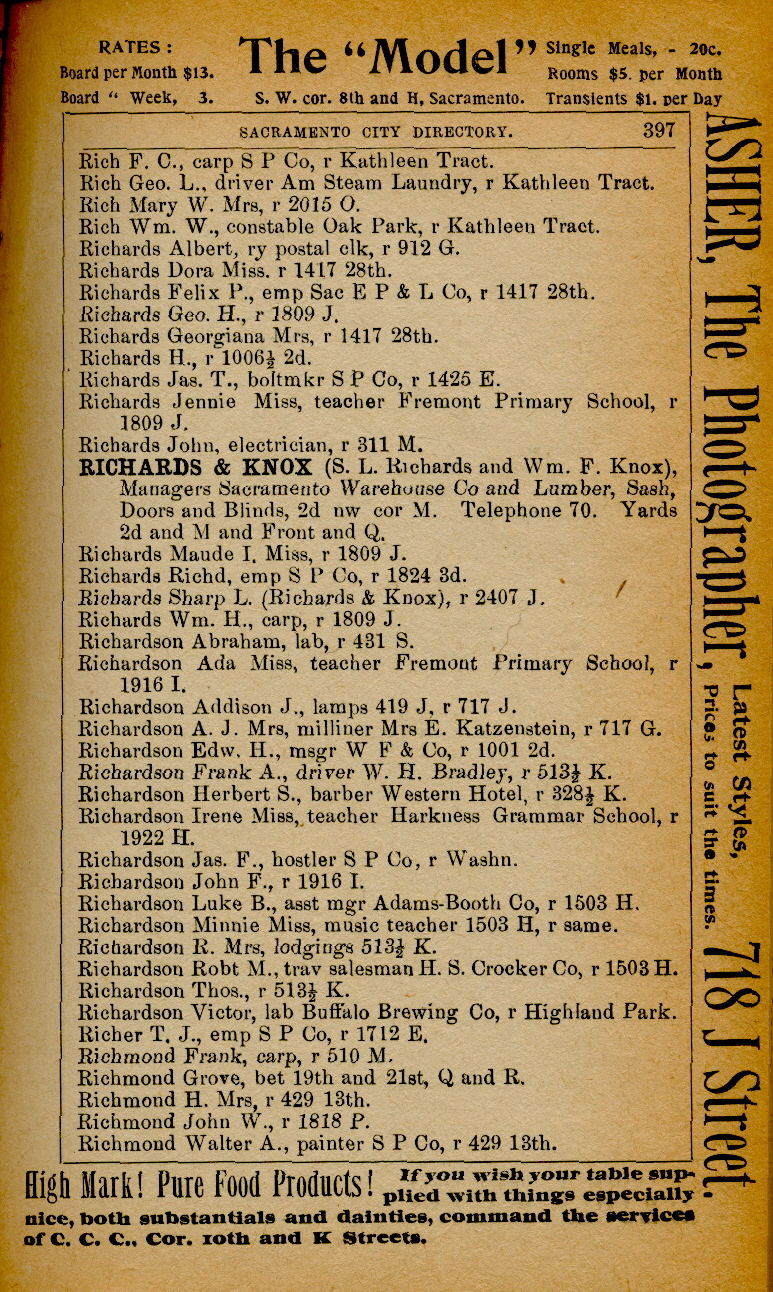 RATES :
Board per Month $13.
Board “ Week, 3.
The “Model”
S. W. cor. 8th and H, Sacramento.
Single Meals, - 20c.
Rooms $5. per Month
Transients $1. per Day
SACRAMENTO CITY DIRECTORY. 397
Rich F. C., carp S P Co, r Kathleen Tract.
Rich Geo. L., driver Am Steam Laundry, r Kathleen Tract.
Rich Mary W. Mrs, r 2015 O.
Rich Wm. W., constable Oak Park, r Kathleen Tract.
Richards Albert, ry postal clk, r 912 G.
Richards Dora Miss. r 1417 28th.
Richards Felix P., emp Sac E P & L Co, r 1417 28th.
Richards Geo. H., r 1809 J.
Richards Georgiana Mrs, r 1417 28th.
Richards H., r 1006½ 2d.
Richards Jas. T., boltmkr S P Co, r 1425 E.
Richards Jennie Miss, teacher Fremont Primary School, r
1809 J.
Richards John, electrician, r 311 M.
RICHARDS & KNOX (S. L. Richards and Wm. F. Knox),
Managers Sacramento Warehouse Co and Lumber, Sash,
Doors and Blinds, 2d nw cor M. Telephone 70. Yards
2d and M and Front and Q.
Richards Maude I. Miss, r 1809 J.
Richards Richd, emp S P Co, r 1824 3d.
Richards Sharp L. (Richards & Knox), r 2407 J.
Richards Wm. H., carp, r 1809 J.
Richardson Abraham, lab, r 431 S.
Richardson Ada Miss, teacher Fremont Primary School, r
1916 I.
Richardson Addison J., lamps 419 J, r 717 J.
Richardson A. J. Mrs, milliner Mrs E. Katzenstein, r 717 G.
Richardson Edw. H., msgr W F & Co, r 1001 2d.
Richardson Frank A., driver W. H. Bradley, r 513½ K.
Richardson Herbert S., barber Western Hotel, r 328½ K.
Richardson Irene Miss, teacher Harkness Grammar School, r
1922 H.
Richardson Jas. F., hostler S P Co, r Washn.
Richardson John F., r 1916 I.
Richardson Luke B., asst mgr Adams-Booth Co, r 1503 H.
Richardson Minnie Miss, music teacher 1503 H, r same.
Richardson R. Mrs, lodgings 513½ K.
Richardson Robt M., trav salesman H. S. Crocker Co, r 1503 H.
Richardson Thos., r 513½ K.
Richardson Victor, lab Buffalo Brewing Co, r Highland Park.
Richer T. J., emp S P Co, r 1712 E.
Richmond Frank, carp, r 510 M.
Richmond Grove, bet 19th and 21st, Q and R.
Richmond H. Mrs, r 429 13th.
Richmond John W., r 1818 P.
Richmond Walter A., painter S P Co, r 429 13th.
ASHER, The Photographer, Latest Styles, Prices to suit the times. 718 J Street.
High Mark! Pure Food Products! If you wish your table sup-
plied with things especially
nice, both substantials and dainties, command the services
of C. C. C., Cor. 10th and K Streets.